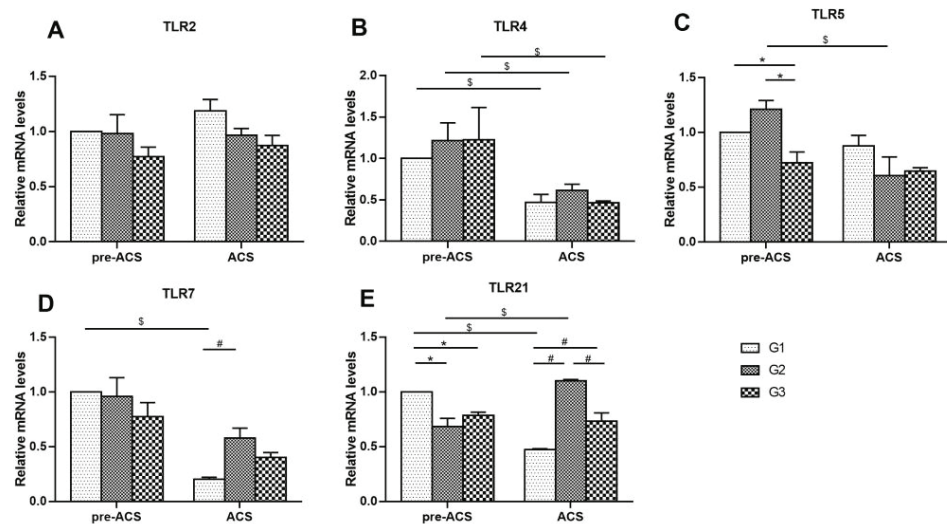 A
TLR2
Relative mRNA levels
1.5
1.0
0.5
0.0
pre-ACS
ACS
B
TLR4
Relative mRNA levels
2.0
1.5
1.0
0.5
0.0
$
$
$
pre-ACS
ACS
C
TLR5
Relative mRNA levels
1.5
1.0
0.5
0.0
$
*
*
pre-ACS
ACS
D
TLR7
Relative mRNA levels
1.5
1.0
0.5
0.0
$
#
pre-ACS
ACS
E
TLR21
Relative mRNA levels
1.5
1.0
0.5
0.0
$
$
*
*
#
#
#
pre-ACS
ACS
G1
G2
G3